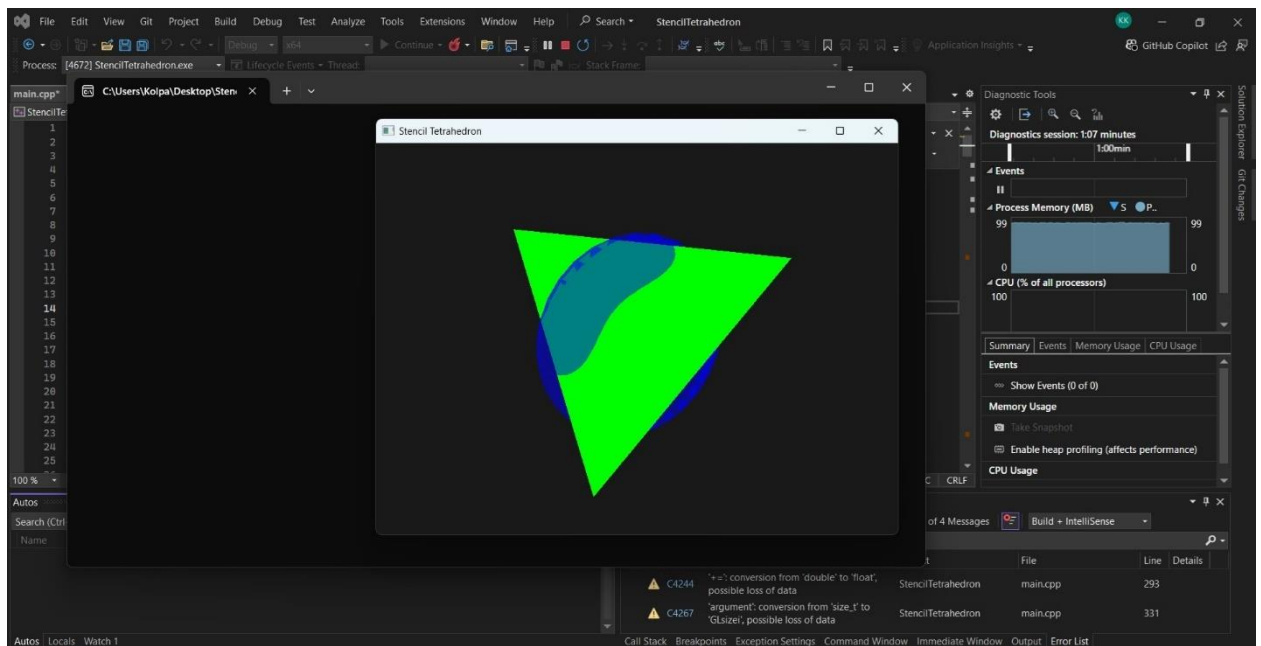 File Edit View Git Project Build Debug Test Analyze Tools Extensions Window Help Search StencilTetrahedron KK
Debug x64 Continue Application Insights GitHub Copilot
Process: [4672] StencilTetrahedron.exe Lifecycle Events Thread: Stack Frame:
main.cpp*
C:\Users\Kolpa\Desktop\Sten
StencilTe
1
2
3
4
5
6
7
8
9
10
11
12
13
14
15
16
17
18
19
20
21
22
23
24
25
100 %
CRLF
Stencil Tetrahedron
Diagnostic Tools
Diagnostics session: 1:07 minutes
1:00min
Events
Process Memory (MB) S P..
99 99
0 0
CPU (% of all processors)
100 100
Summary Events Memory Usage CPU Usage
Events
Show Events (0 of 0)
Memory Usage
Take Snapshot
Enable heap profiling (affects performance)
CPU Usage
Solution Explorer
Git Changes
Autos
Search (Ctrl
Name
of 4 Messages Build + IntelliSense
File Line Details
C4244 '+=': conversion from 'double' to 'float', possible loss of data StencilTetrahedron main.cpp 293
C4267 'argument': conversion from 'size_t' to 'GLsizei', possible loss of data StencilTetrahedron main.cpp 331
Autos Locals Watch 1
Call Stack Breakpoints Exception Settings Command Window Immediate Window Output Error List